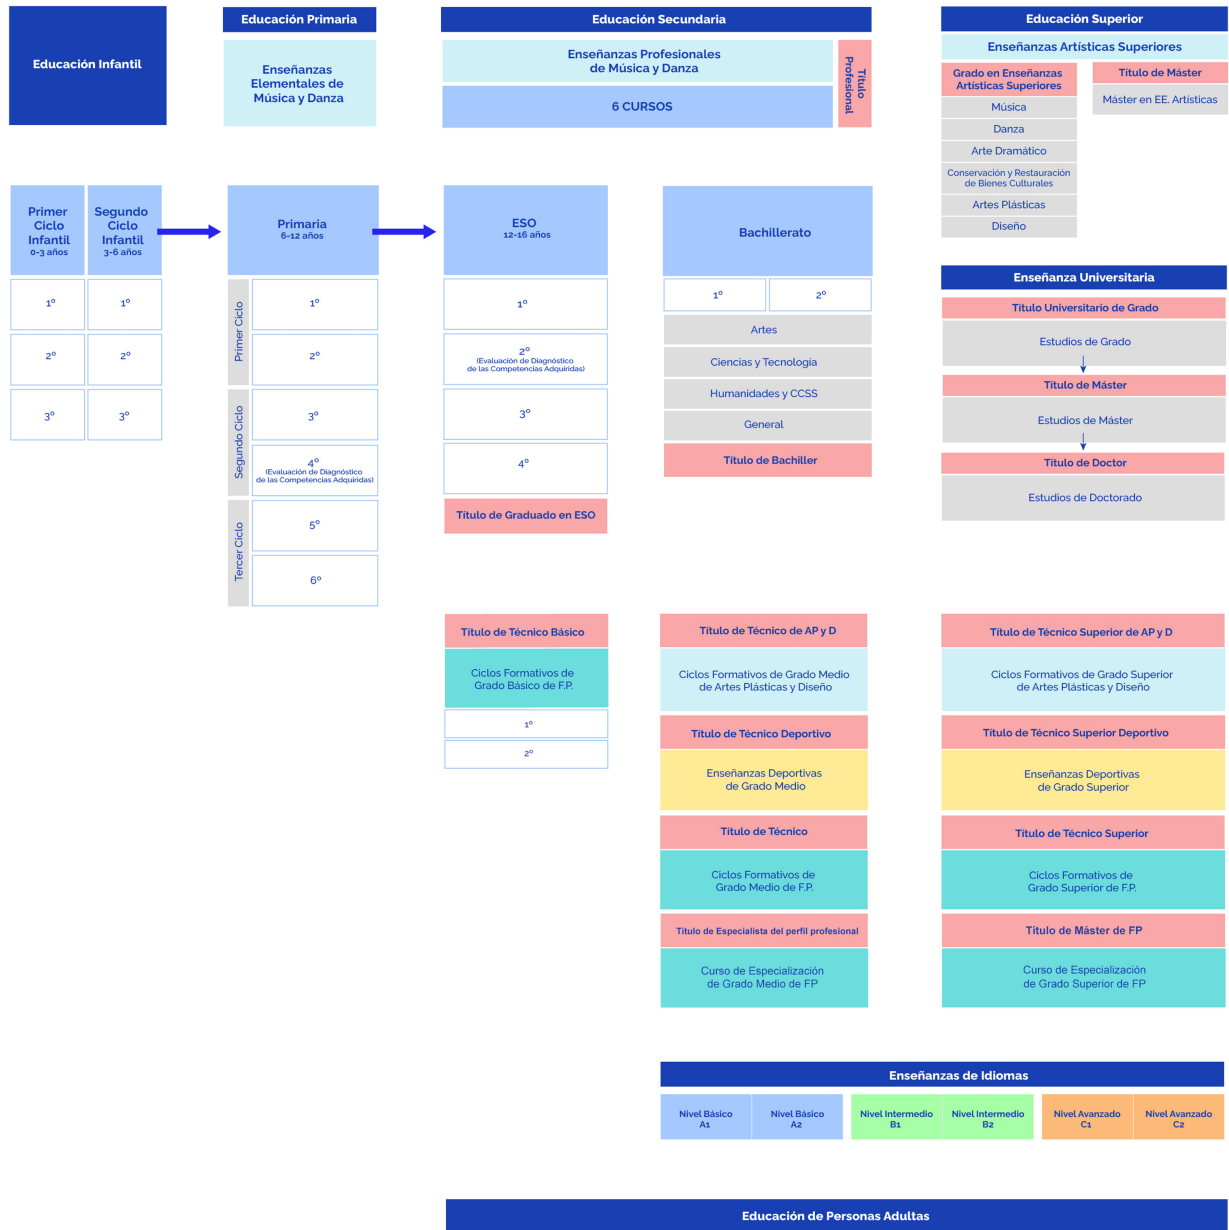 Educación Infantil
Educación Primaria
Enseñanzas
Elementales de
Música y Danza
Educación Secundaria
Enseñanzas Profesionales
de Música y Danza
6 CURSOS
Título
Profesional
Educación Superior
Enseñanzas Artísticas Superiores
Grado en Enseñanzas
Artísticas Superiores
Música
Danza
Arte Dramático
Conservación y Restauración
de Bienes Culturales
Artes Plásticas
Diseño
Título de Máster
Máster en EE. Artísticas
Primer
Ciclo
Infantil
0-3 años
1º
2º
3º
Segundo
Ciclo
Infantil
3-6 años
1º
2º
3º
Primaria
6-12 años
Primer Ciclo
1º
2º
Segundo Ciclo
3º
4º
(Evaluación de Diagnóstico
de las Competencias Adquiridas)
Tercer Ciclo
5º
6º
ESO
12-16 años
1º
2º
(Evaluación de Diagnóstico
de las Competencias Adquiridas)
3º
4º
Título de Graduado en ESO
Bachillerato
1º
2º
Artes
Ciencias y Tecnología
Humanidades y CCSS
General
Título de Bachiller
Enseñanza Universitaria
Título Universitario de Grado
Estudios de Grado
Título de Máster
Estudios de Máster
Título de Doctor
Estudios de Doctorado
Título de Técnico Básico
Ciclos Formativos de
Grado Básico de F.P.
1º
2º
Título de Técnico de AP y D
Ciclos Formativos de Grado Medio
de Artes Plásticas y Diseño
Título de Técnico Deportivo
Enseñanzas Deportivas
de Grado Medio
Título de Técnico
Ciclos Formativos de
Grado Medio de F.P.
Título de Especialista del perfil profesional
Curso de Especialización
de Grado Medio de FP
Título de Técnico Superior de AP y D
Ciclos Formativos de Grado Superior
de Artes Plásticas y Diseño
Título de Técnico Superior Deportivo
Enseñanzas Deportivas
de Grado Superior
Título de Técnico Superior
Ciclos Formativos de
Grado Superior de F.P.
Título de Máster de FP
Curso de Especialización
de Grado Superior de FP
Enseñanzas de Idiomas
Nivel Básico
A1
Nivel Básico
A2
Nivel Intermedio
B1
Nivel Intermedio
B2
Nivel Avanzado
C1
Nivel Avanzado
C2
Educación de Personas Adultas